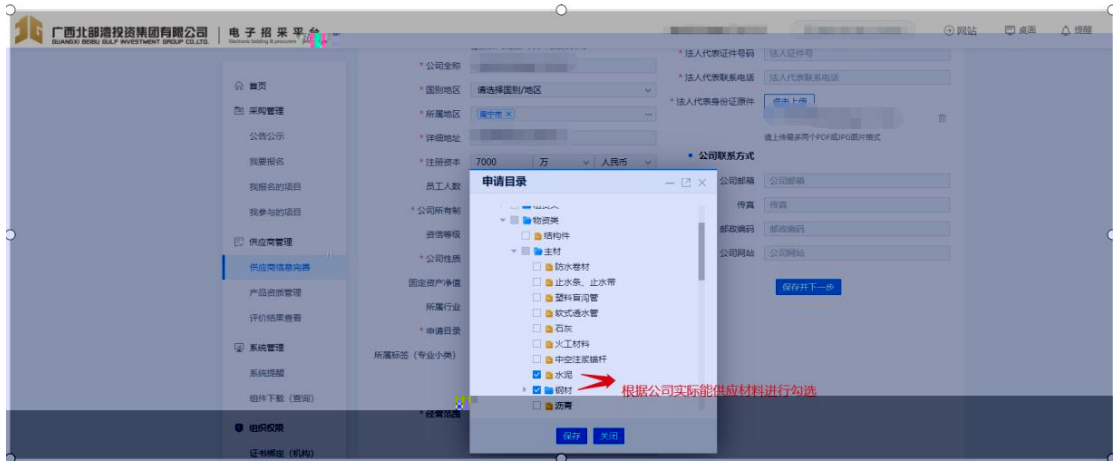 广西北部湾投资集团有限公司
GUANGXI BEIBU GULF INVESTMENT GROUP CO.,LTD.
电子招采平台
网站
桌面
提醒
首页
采购管理
公告公示
我要报名
我报名的项目
我参与的项目
供应商管理
供应商信息完善
产品资质管理
评价结果查看
系统管理
系统提醒
组件下载（查询）
组织权限
证书绑定（机构）
* 公司全称
* 国别地区 请选择国别/地区
* 所属地区 南宁市 ×
* 详细地址
* 注册资本 7000 万 人民币
员工人数
* 公司所有制
资信等级
* 公司性质
固定资产净值
所属行业
* 申请目录
所属标签（专业小类）
* 经营范围
* 法人代表证件号码 法人证件号
* 法人代表联系电话 法人代表联系电话
* 法人代表身份证原件 点击上传
请上传最多两个PDF或JPG图片格式
• 公司联系方式
公司邮箱 公司邮箱
传真 传真
邮政编码 邮政编码
公司网站 公司网站
保存并下一步
申请目录
物资类
结构件
主材
防水卷材
止水条、止水带
塑料盲沟管
软式透水管
石灰
火工材料
中空注浆锚杆
水泥
钢材
沥青
根据公司实际能供应材料进行勾选
保存
关闭